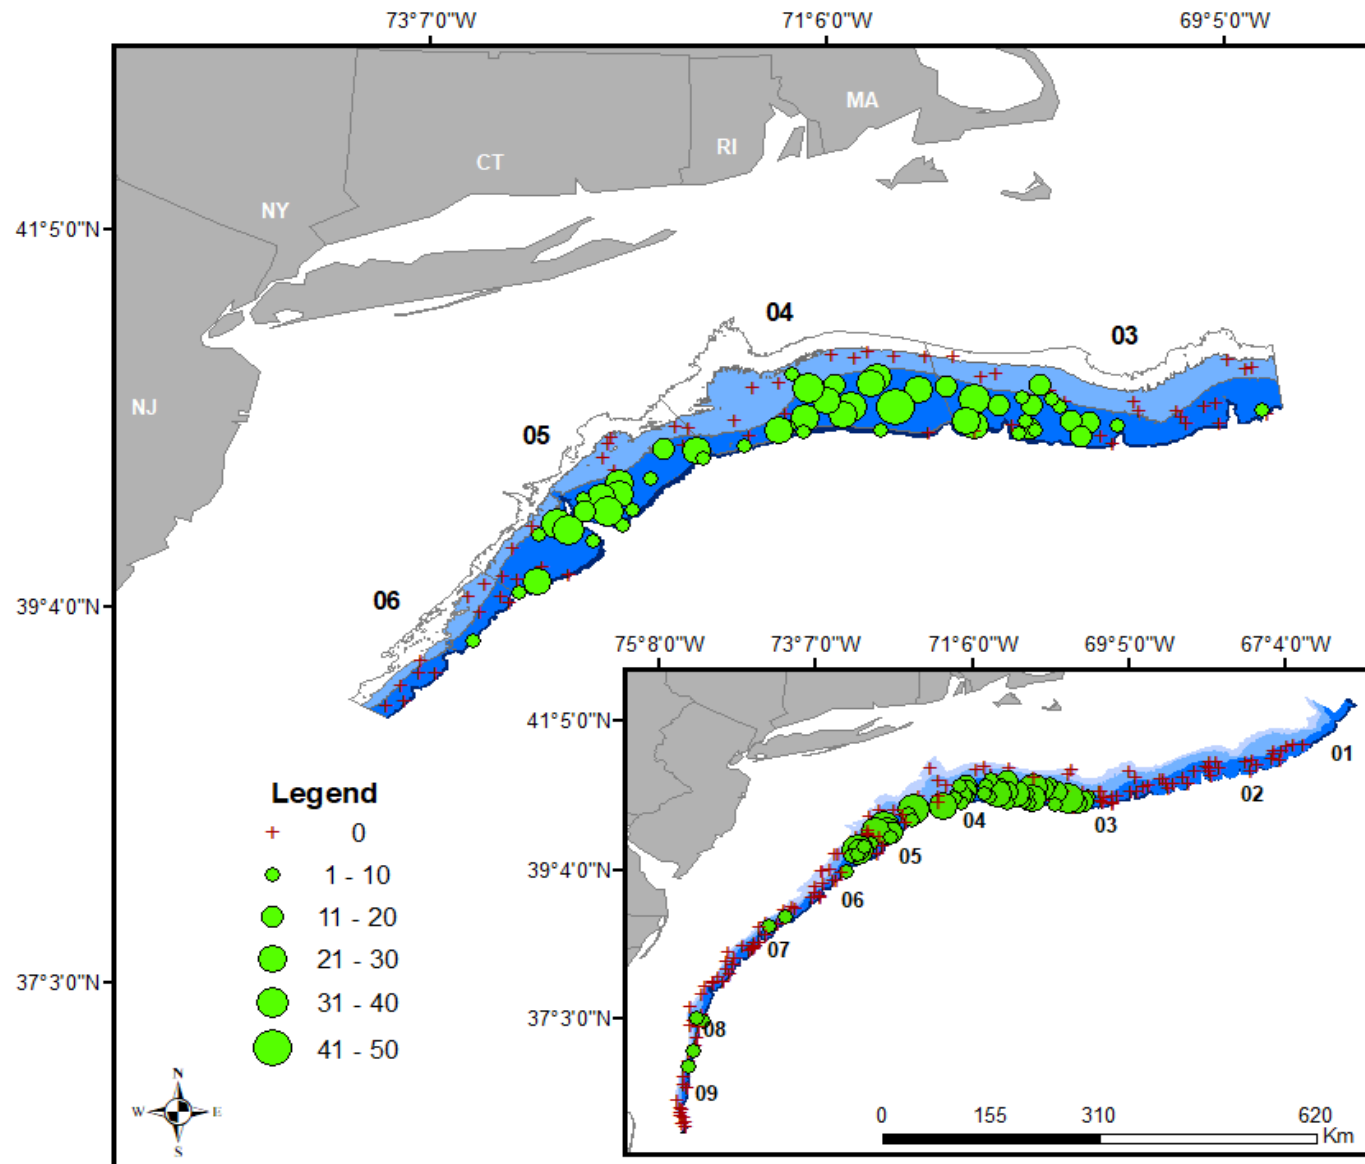 73°7'0"W 71°6'0"W 69°5'0"W
MA
RI
CT
NY
41°5'0"N
04
03
NJ
05
06
39°4'0"N
75°8'0"W 73°7'0"W 71°6'0"W 69°5'0"W 67°4'0"W
41°5'0"N
01
02
03
04
05
39°4'0"N
06
07
37°3'0"N
08
09
Legend
0
1 - 10
11 - 20
21 - 30
31 - 40
41 - 50
37°3'0"N
N
W E
S
0 155 310 620
Km